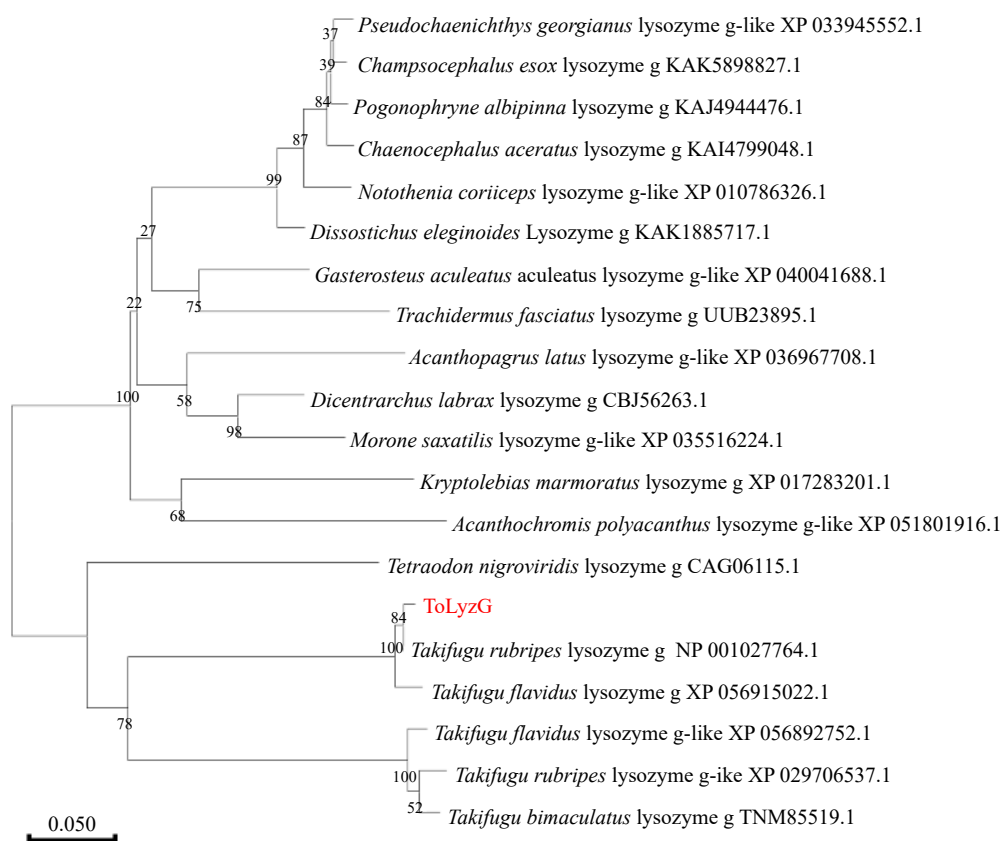 Pseudochaenichthys georgianus lysozyme g-like XP 033945552.1
37
Champsocephalus esox lysozyme g KAK5898827.1
39
Pogonophryne albipinna lysozyme g KAJ4944476.1
84
Chaenocephalus aceratus lysozyme g KAI4799048.1
87
Notothenia coriiceps lysozyme g-like XP 010786326.1
99
Dissostichus eleginoides Lysozyme g KAK1885717.1
27
Gasterosteus aculeatus aculeatus lysozyme g-like XP 040041688.1
22
75
Trachidermus fasciatus lysozyme g UUB23895.1
Acanthopagrus latus lysozyme g-like XP 036967708.1
100
58
Dicentrarchus labrax lysozyme g CBJ56263.1
98
Morone saxatilis lysozyme g-like XP 035516224.1
Kryptolebias marmoratus lysozyme g XP 017283201.1
68
Acanthochromis polyacanthus lysozyme g-like XP 051801916.1
Tetraodon nigroviridis lysozyme g CAG06115.1
ToLyzG
84
100
Takifugu rubripes lysozyme g NP 001027764.1
Takifugu flavidus lysozyme g XP 056915022.1
78
Takifugu flavidus lysozyme g-like XP 056892752.1
100
Takifugu rubripes lysozyme g-ike XP 029706537.1
52
Takifugu bimaculatus lysozyme g TNM85519.1
0.050